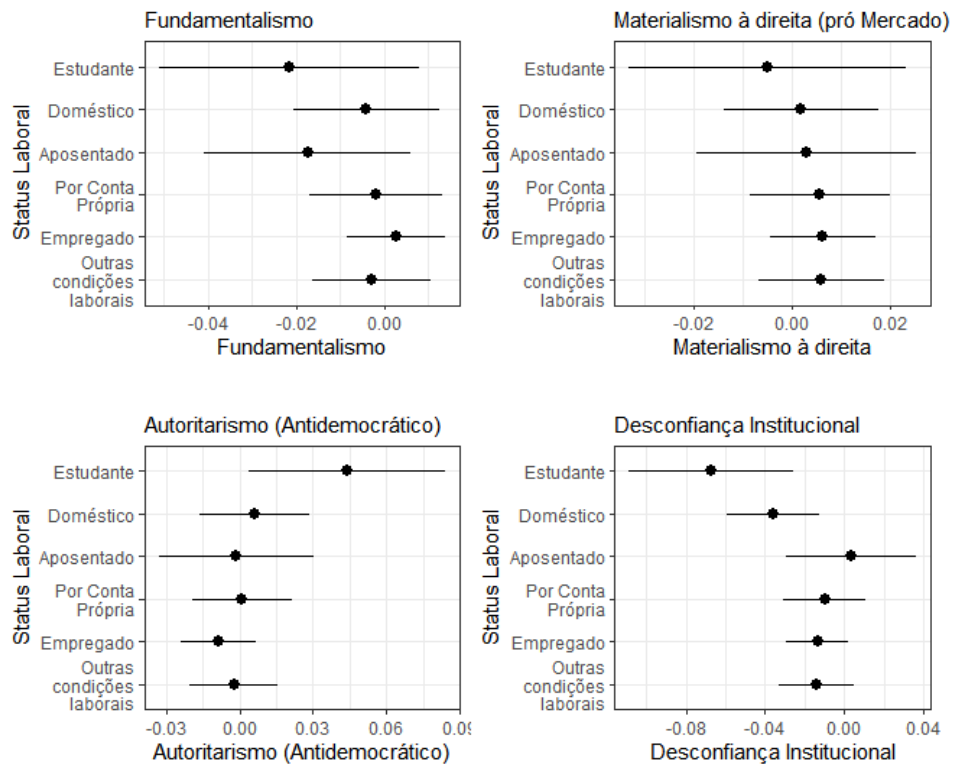 Fundamentalismo
Status Laboral
Estudante
Doméstico
Aposentado
Por Conta
Própria
Empregado
Outras
condições
laborais
-0.04 -0.02 0.00
Fundamentalismo
Materialismo à direita (pró Mercado)
Status Laboral
Estudante
Doméstico
Aposentado
Por Conta
Própria
Empregado
Outras
condições
laborais
-0.02 0.00 0.02
Materialismo à direita
Autoritarismo (Antidemocrático)
Status Laboral
Estudante
Doméstico
Aposentado
Por Conta
Própria
Empregado
Outras
condições
laborais
-0.03 0.00 0.03 0.06 0.09
Autoritarismo (Antidemocrático)
Desconfiança Institucional
Status Laboral
Estudante
Doméstico
Aposentado
Por Conta
Própria
Empregado
Outras
condições
laborais
-0.08 -0.04 0.00 0.04
Desconfiança Institucional